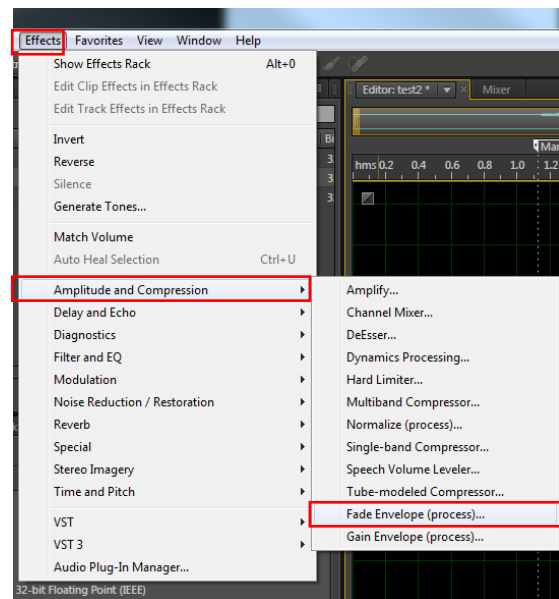 Effects Favorites View Window Help
Show Effects Rack Alt+0
Edit Clip Effects in Effects Rack
Edit Track Effects in Effects Rack
Editor: test2 * Mixer
Invert
Reverse
Silence
Generate Tones...
hms 0.2 0.4 0.6 0.8 1.0 1.2
Match Volume
Auto Heal Selection Ctrl+U
Amplitude and Compression
Delay and Echo
Diagnostics
Filter and EQ
Modulation
Noise Reduction / Restoration
Reverb
Special
Stereo Imagery
Time and Pitch
VST
VST 3
Audio Plug-In Manager...
Amplify...
Channel Mixer...
DeEsser...
Dynamics Processing...
Hard Limiter...
Multiband Compressor...
Normalize (process)...
Single-band Compressor...
Speech Volume Leveler...
Tube-modeled Compressor...
Fade Envelope (process)...
Gain Envelope (process)...
32-bit Floating Point (IEEE)